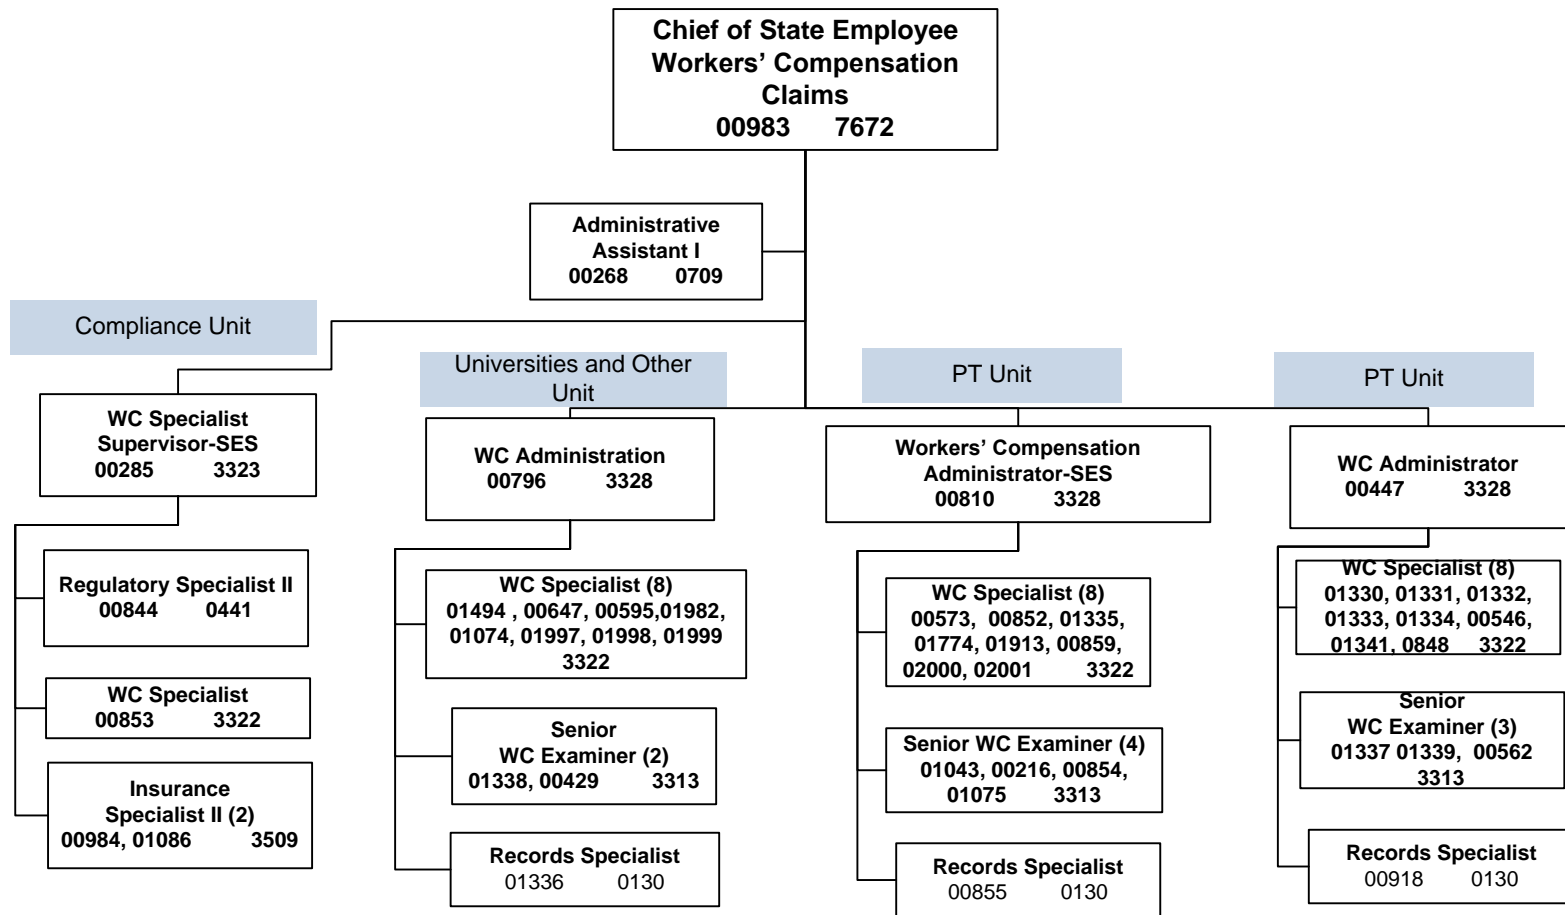 Chief of State Employee
Workers’ Compensation
Claims
00983 7672
Administrative
Assistant I
00268 0709
Compliance Unit
WC Specialist
Supervisor-SES
00285 3323
Regulatory Specialist II
00844 0441
WC Specialist
00853 3322
Insurance
Specialist II (2)
00984, 01086 3509
Universities and Other
Unit
WC Administration
00796 3328
WC Specialist (8)
01494 , 00647, 00595,01982,
01074, 01997, 01998, 01999
3322
Senior
WC Examiner (2)
01338, 00429 3313
Records Specialist
01336 0130
PT Unit
Workers’ Compensation
Administrator-SES
00810 3328
WC Specialist (8)
00573, 00852, 01335,
01774, 01913, 00859,
02000, 02001 3322
Senior WC Examiner (4)
01043, 00216, 00854,
01075 3313
Records Specialist
00855 0130
PT Unit
WC Administrator
00447 3328
WC Specialist (8)
01330, 01331, 01332,
01333, 01334, 00546,
01341, 0848 3322
Senior
WC Examiner (3)
01337 01339, 00562
3313
Records Specialist
00918 0130